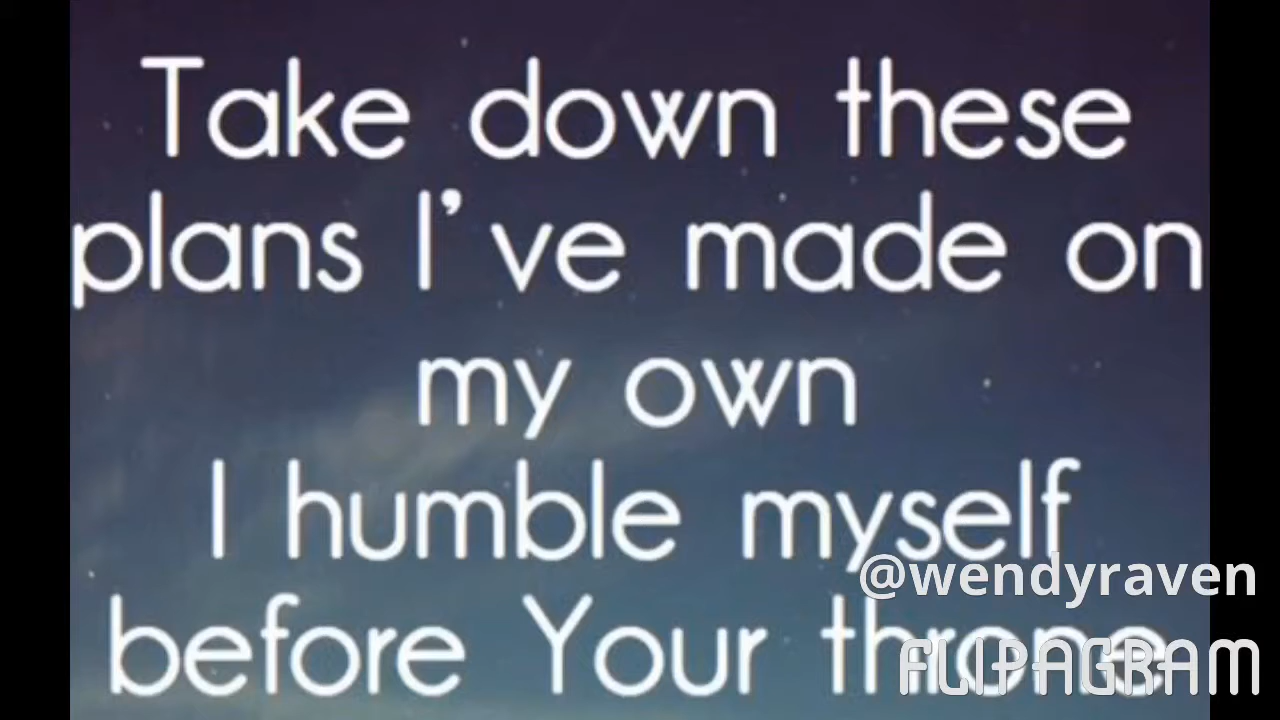 Take down these
plans I've made on
my own
I humble myself
before Your throne
@wendyraven
FLIPAGRAM